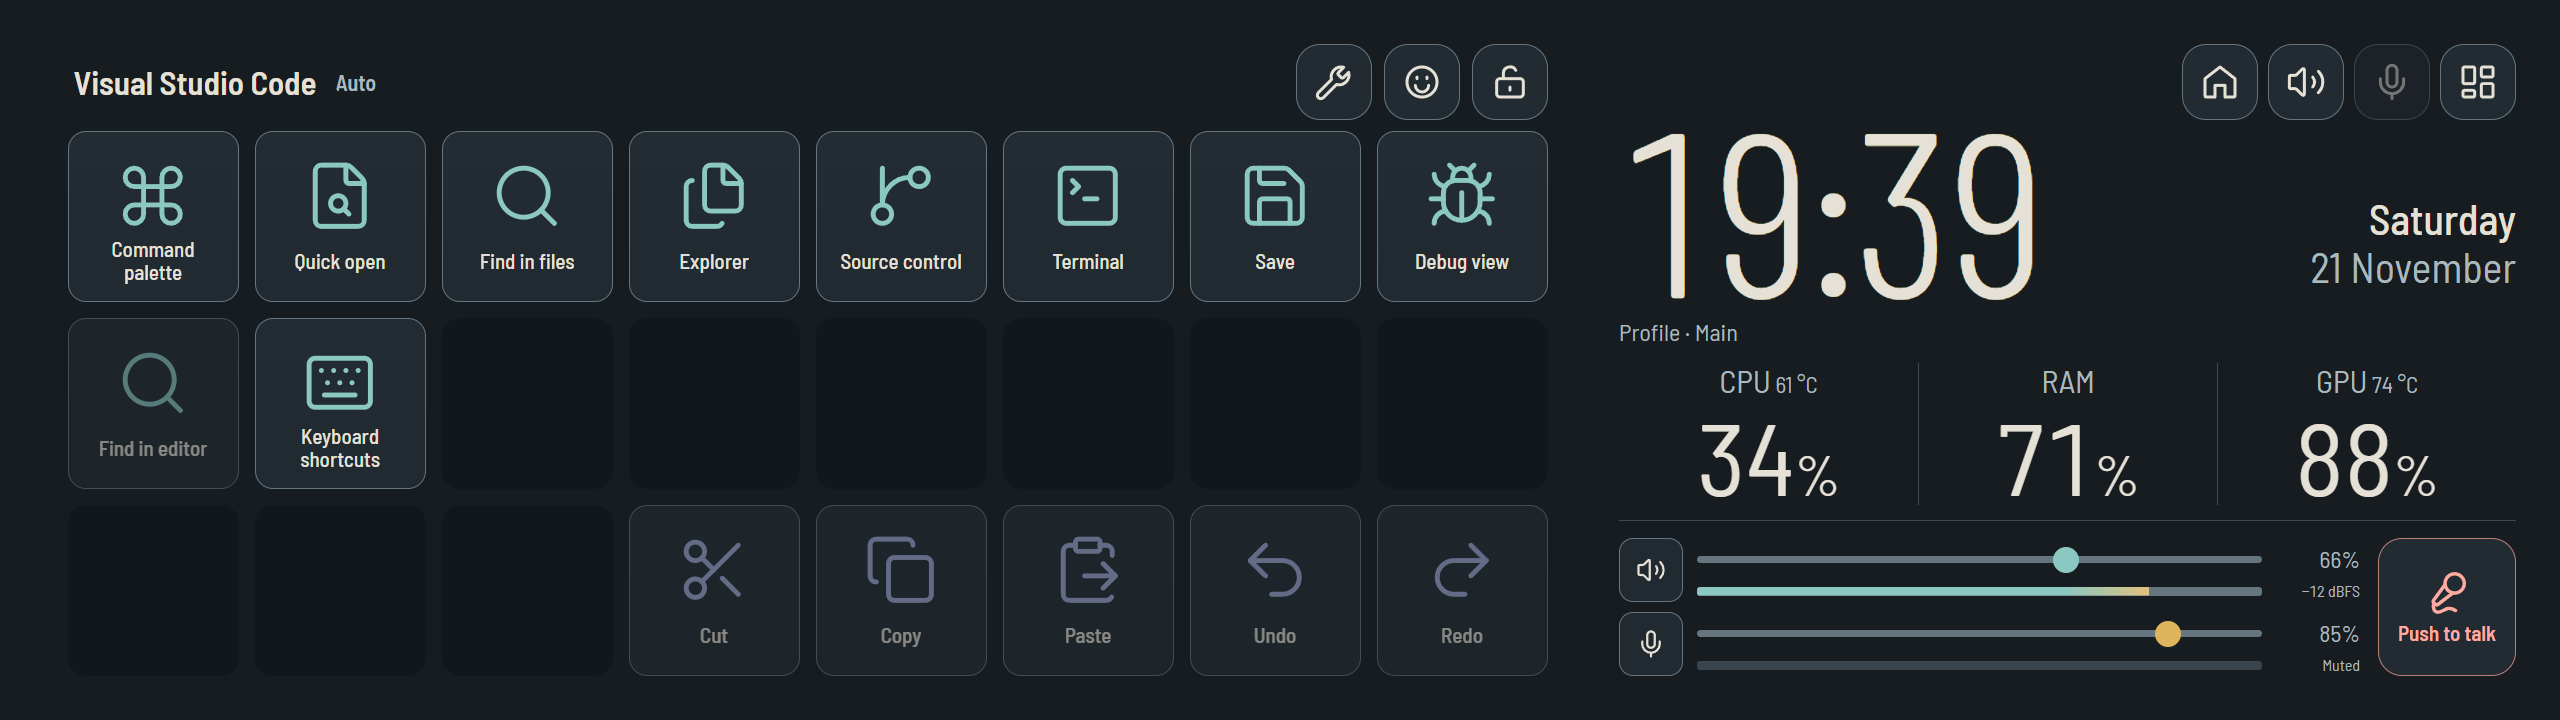 Visual Studio Code Auto
Command
palette
Quick open
Find in files
Explorer
Source control
Terminal
Save
Debug view
Find in editor
Keyboard
shortcuts
Cut
Copy
Paste
Undo
Redo
19:39
Saturday
21 November
Profile · Main
CPU 61 °C
34%
RAM
71%
GPU 74 °C
88%
66%
−12 dBFS
85%
Muted
Push to talk